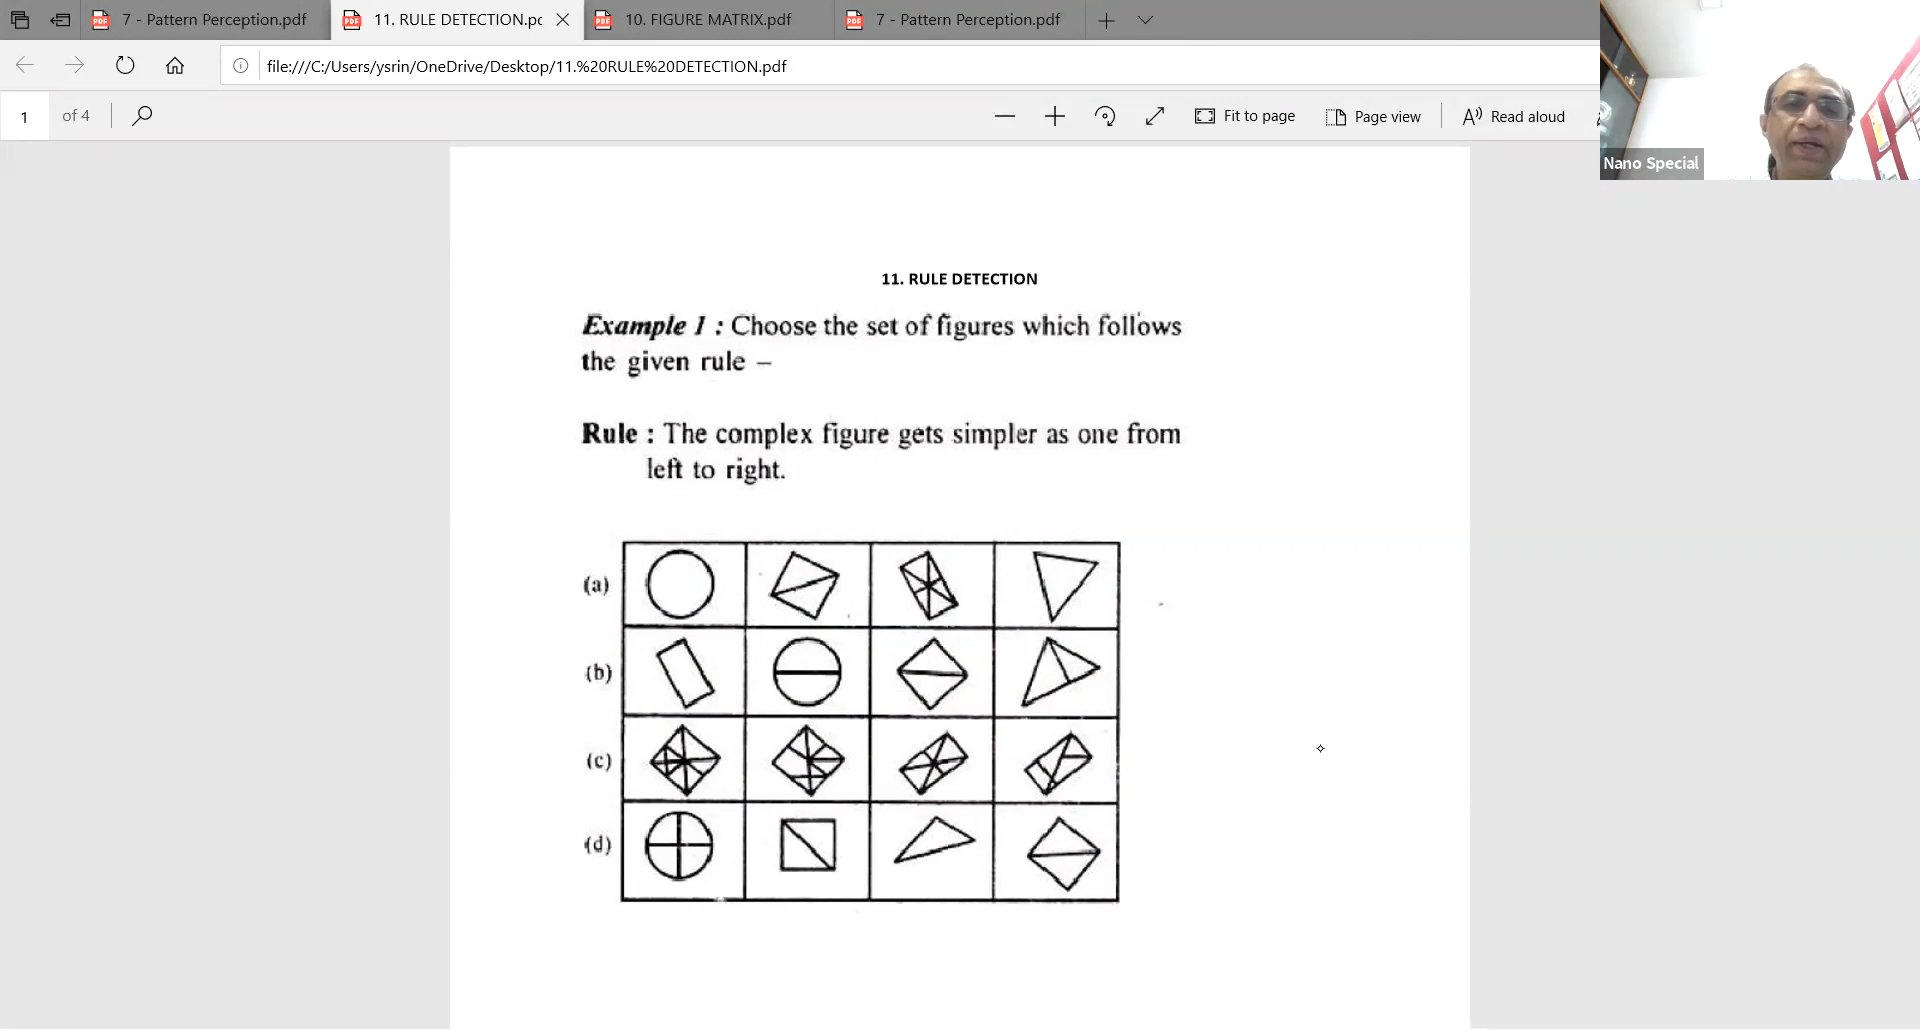 7 - Pattern Perception.pdf
11. RULE DETECTION.pc
10. FIGURE MATRIX.pdf
7 - Pattern Perception.pdf
file:///C:/Users/ysrin/OneDrive/Desktop/11.%20RULE%20DETECTION.pdf
1 of 4
Fit to page
Page view
Read aloud
Nano Special
11. RULE DETECTION
Example 1 : Choose the set of figures which follows
the given rule –
Rule : The complex figure gets simpler as one from
left to right.
(a)
(b)
(c)
(d)